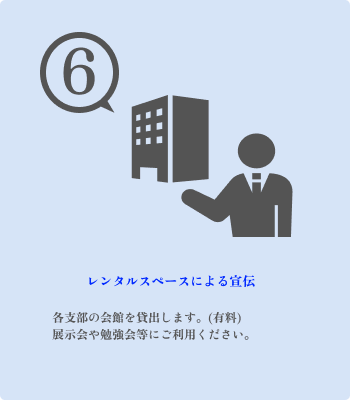 6
レンタルスペースによる宣伝
各支部の会館を貸出します。(有料)
展示会や勉強会等にご利用ください。